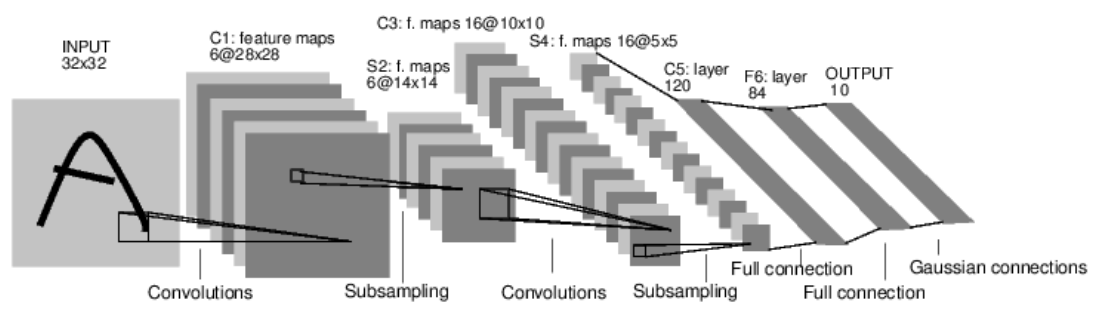 INPUT
32x32
C1: feature maps
6@28x28
S2: f. maps
6@14x14
C3: f. maps 16@10x10
S4: f. maps 16@5x5
C5: layer
120
F6: layer
84
OUTPUT
10
Convolutions
Subsampling
Convolutions
Subsampling
Full connection
Full connection
Gaussian connections
A